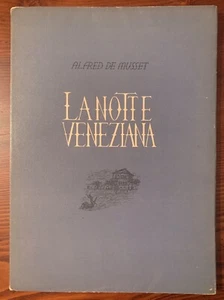 ALFRED DE MUSSET
LA NOTTE
VENEZIANA